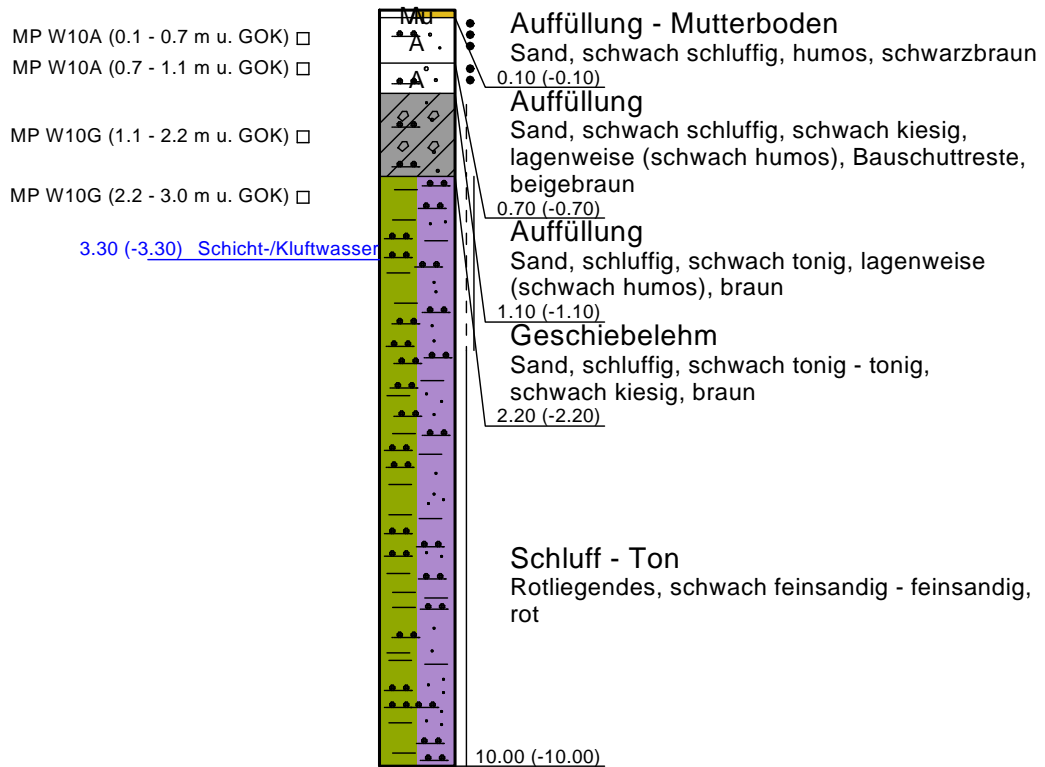 MP W10A (0.1 - 0.7 m u. GOK)
MP W10A (0.7 - 1.1 m u. GOK)
MP W10G (1.1 - 2.2 m u. GOK)
MP W10G (2.2 - 3.0 m u. GOK)
3.30 (-3.30) Schicht-/Kluftwasser
Mu
A
A
Auffüllung - Mutterboden
Sand, schwach schluffig, humos, schwarzbraun
0.10 (-0.10)
Auffüllung
Sand, schwach schluffig, schwach kiesig,
lagenweise (schwach humos), Bauschuttreste,
beigebraun
0.70 (-0.70)
Auffüllung
Sand, schluffig, schwach tonig, lagenweise
(schwach humos), braun
1.10 (-1.10)
Geschiebelehm
Sand, schluffig, schwach tonig - tonig,
schwach kiesig, braun
2.20 (-2.20)
Schluff - Ton
Rotliegendes, schwach feinsandig - feinsandig,
rot
10.00 (-10.00)